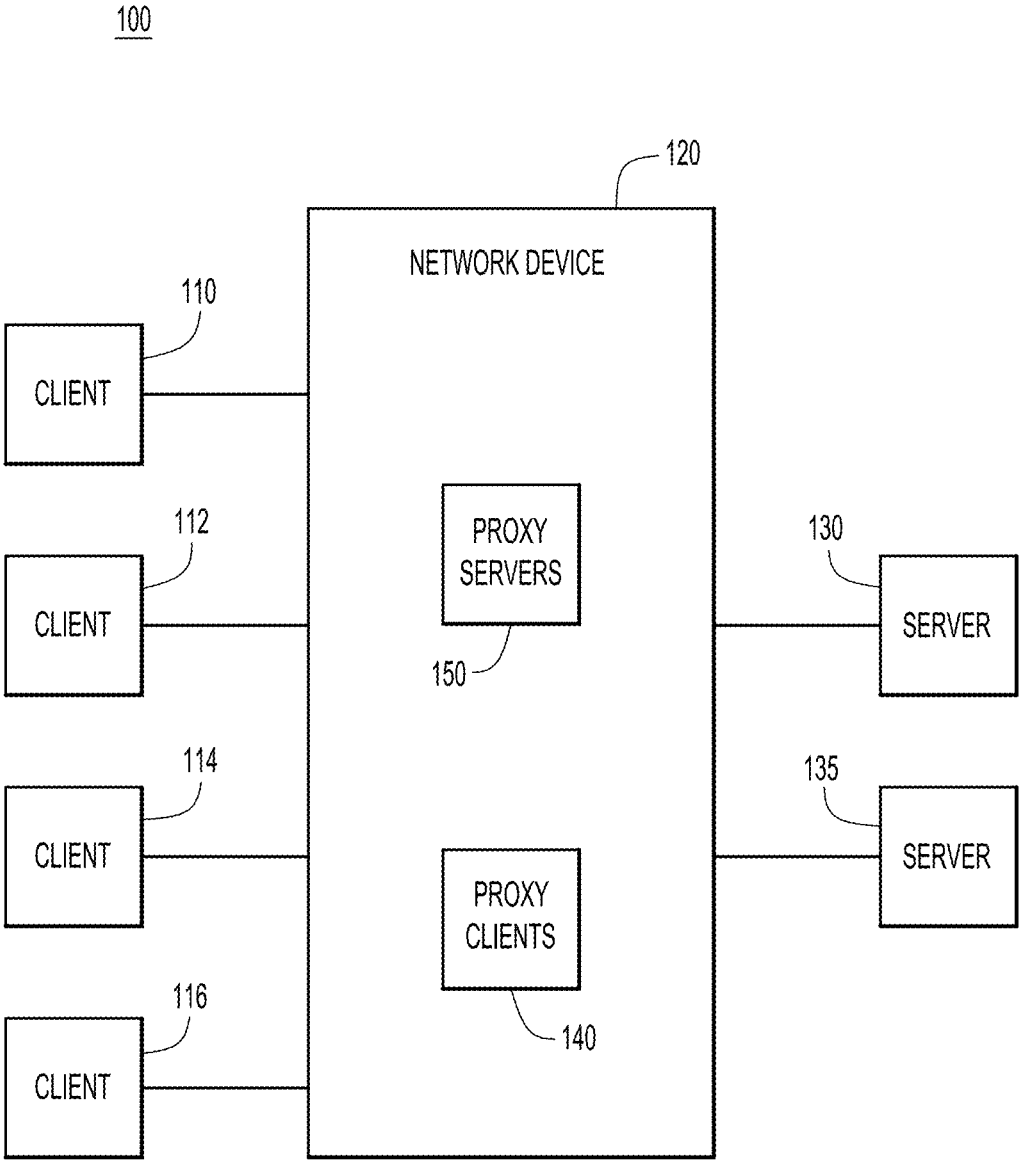 100
120
NETWORK DEVICE
110
CLIENT
112
CLIENT
PROXY
SERVERS
150
130
SERVER
114
CLIENT
135
SERVER
PROXY
CLIENTS
140
116
CLIENT